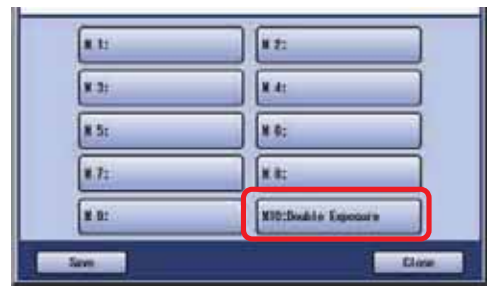 M 1:
M 2:
M 3:
M 4:
M 5:
M 6:
M 7:
M 8:
M 9:
M10:Double Exposure
Save
Close